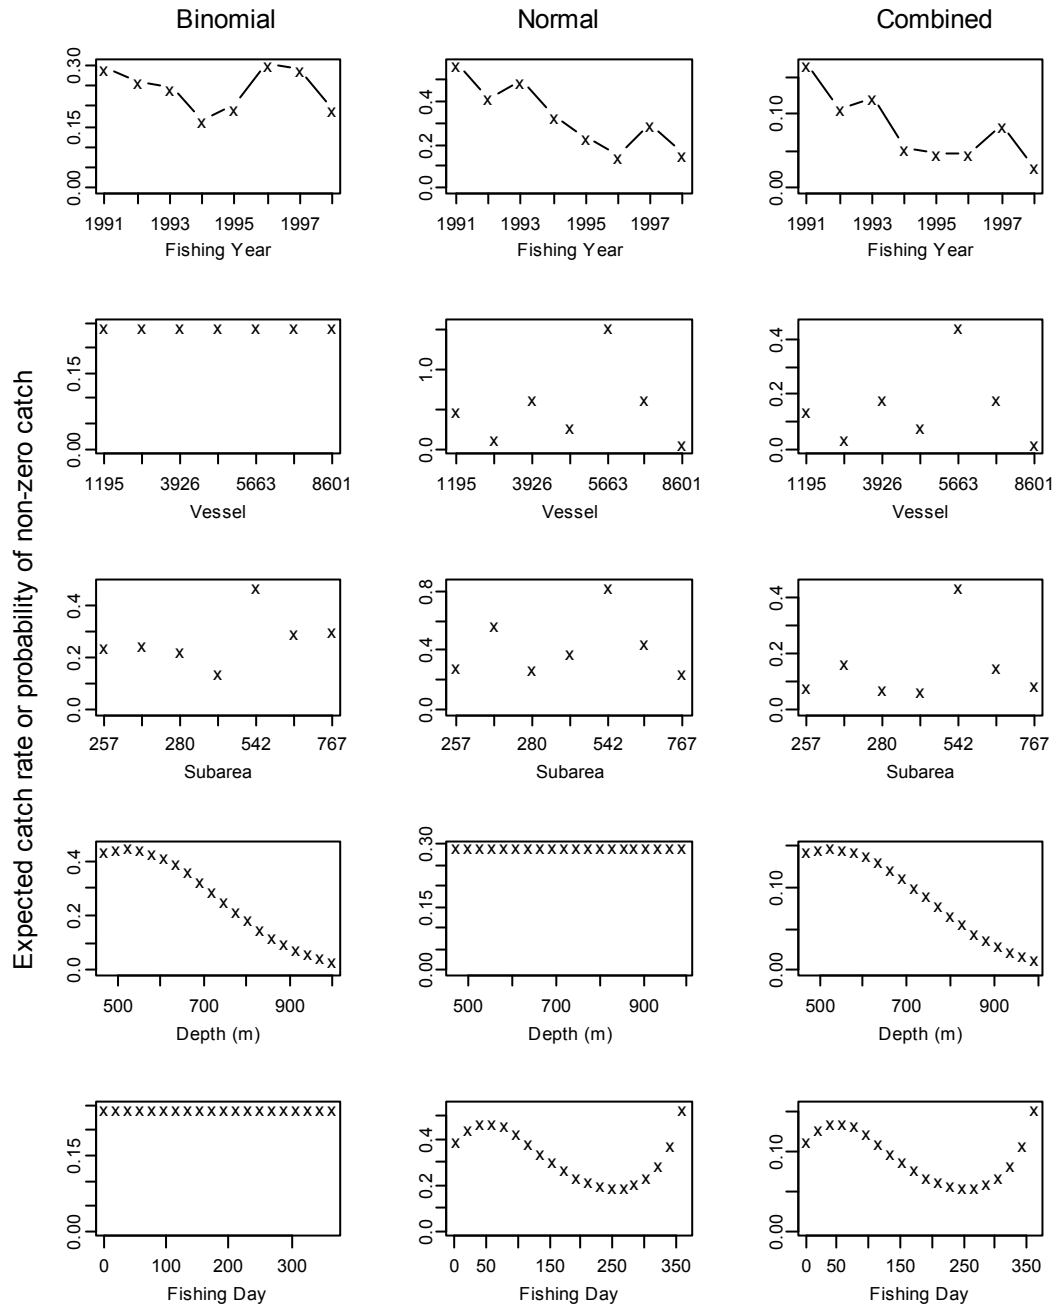 Binomial Normal Combined
Expected catch rate or probability of non-zero catch
0.00 0.15 0.30
1991 1993 1995 1997
Fishing Year
0.0 0.2 0.4
1991 1993 1995 1997
Fishing Year
0.00 0.10
1991 1993 1995 1997
Fishing Year
0.00 0.15
1195 3926 5663 8601
Vessel
0.0 1.0
1195 3926 5663 8601
Vessel
0.0 0.2 0.4
1195 3926 5663 8601
Vessel
0.0 0.2 0.4
257 280 542 767
Subarea
0.0 0.4 0.8
257 280 542 767
Subarea
0.0 0.2 0.4
257 280 542 767
Subarea
0.0 0.2 0.4
500 700 900
Depth (m)
0.00 0.15 0.30
500 700 900
Depth (m)
0.00 0.10
500 700 900
Depth (m)
0.00 0.15
0 100 200 300
Fishing Day
0.0 0.2 0.4
0 50 150 250 350
Fishing Day
0.00 0.10
0 50 150 250 350
Fishing Day